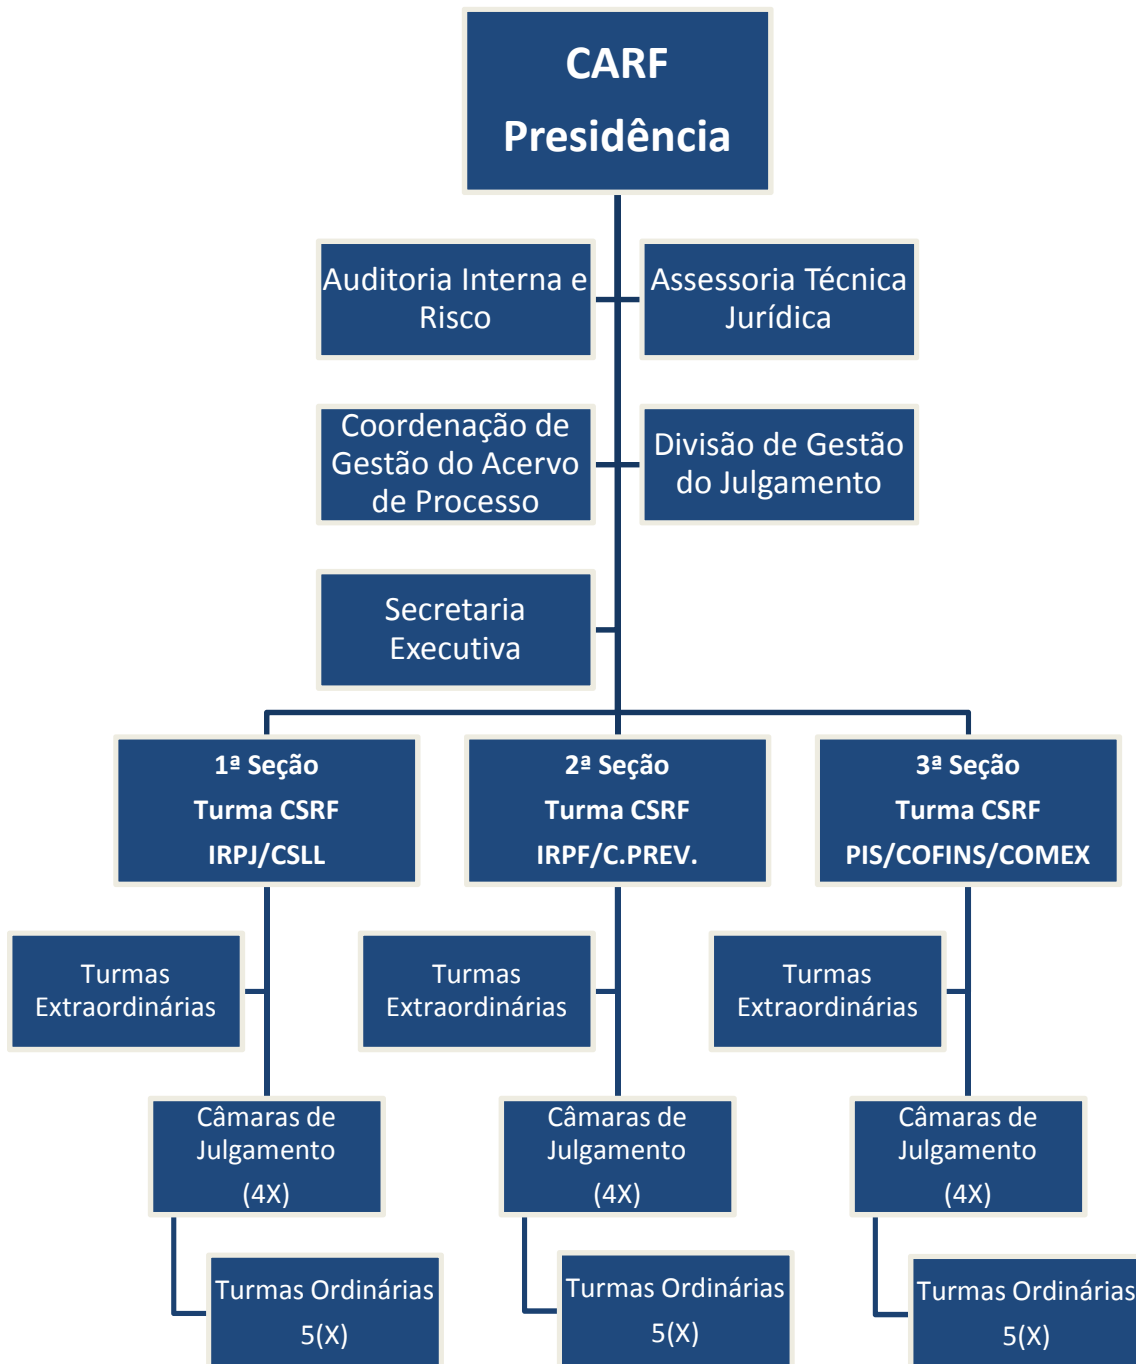 CARF
Presidência
Auditoria Interna e
Risco
Assessoria Técnica
Jurídica
Coordenação de
Gestão do Acervo
de Processo
Divisão de Gestão
do Julgamento
Secretaria
Executiva
1ª Seção
Turma CSRF
IRPJ/CSLL
2ª Seção
Turma CSRF
IRPF/C.PREV.
3ª Seção
Turma CSRF
PIS/COFINS/COMEX
Turmas
Extraordinárias
Turmas
Extraordinárias
Turmas
Extraordinárias
Câmaras de
Julgamento
(4X)
Câmaras de
Julgamento
(4X)
Câmaras de
Julgamento
(4X)
Turmas Ordinárias
5(X)
Turmas Ordinárias
5(X)
Turmas Ordinárias
5(X)